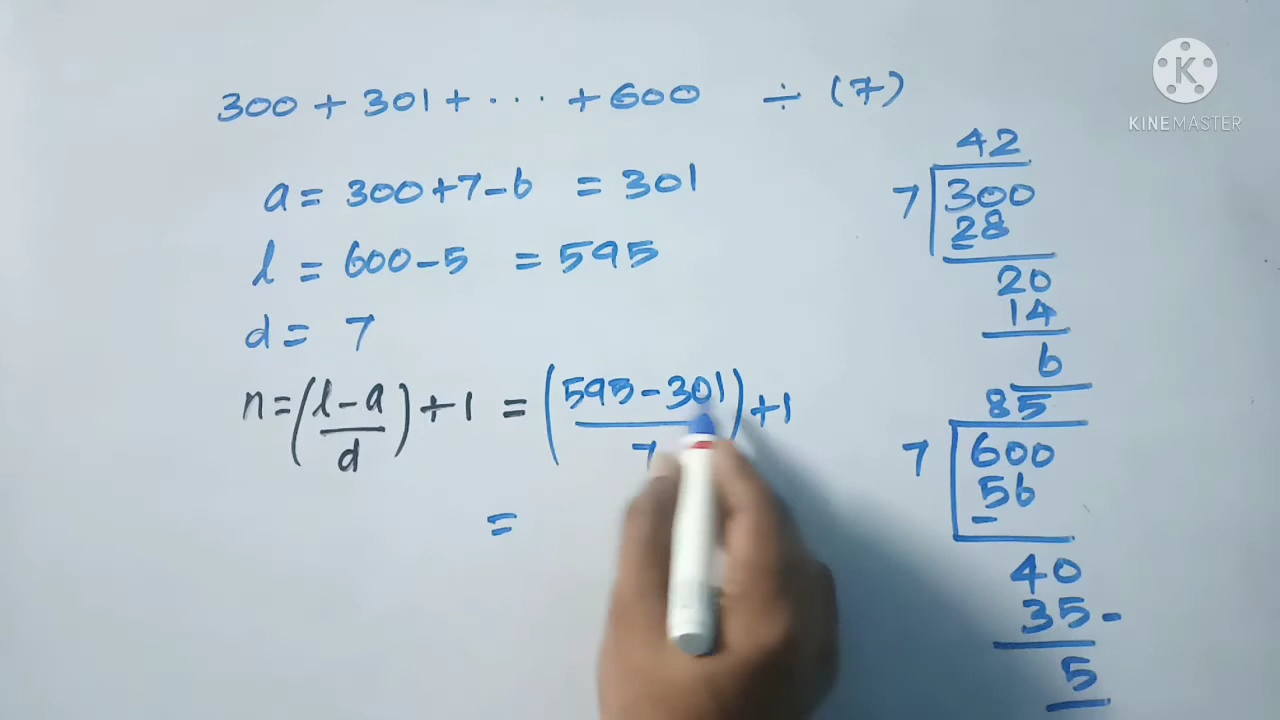 300 + 301 + ... + 600 ÷ (7)
a = 300 + 7 - 6 = 301
l = 600 - 5 = 595
d = 7
n = (l - a / d) + 1 = (595 - 301 / 7) + 1
=
42
7 300
28
20
14
6
85
7 600
56
40
35 -
5
K
KINEMASTER